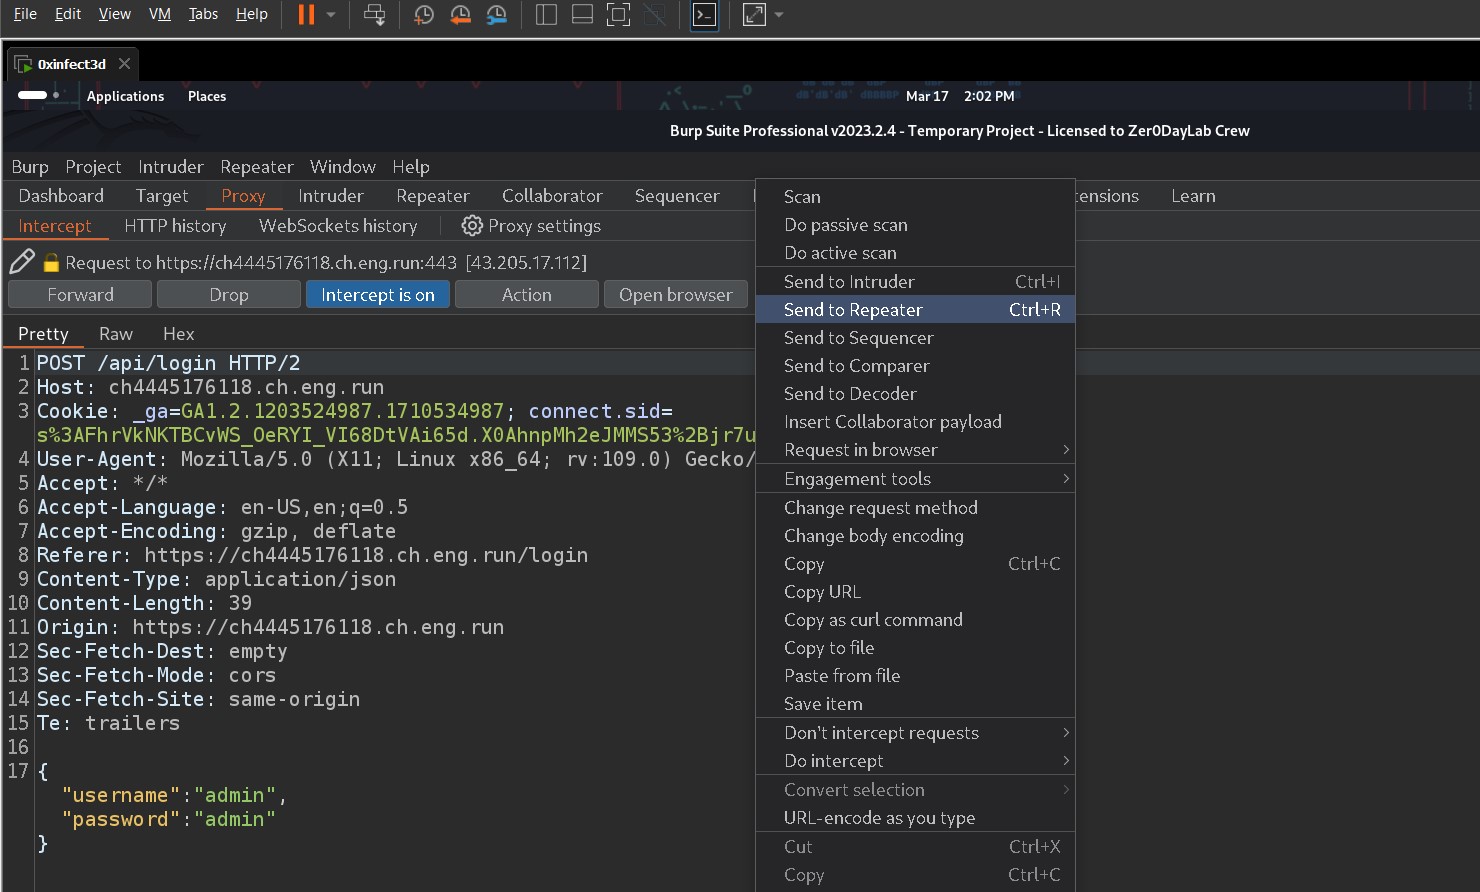 File Edit View VM Tabs Help
0xinfect3d
Applications Places Mar 17 2:02 PM
Burp Suite Professional v2023.2.4 - Temporary Project - Licensed to Zer0DayLab Crew
Burp Project Intruder Repeater Window Help
Dashboard Target Proxy Intruder Repeater Collaborator Sequencer tensions Learn
Intercept HTTP history WebSockets history Proxy settings
Request to https://ch4445176118.ch.eng.run:443 [43.205.17.112]
Forward Drop Intercept is on Action Open browser
Pretty Raw Hex
1 POST /api/login HTTP/2
2 Host: ch4445176118.ch.eng.run
3 Cookie: _ga=GA1.2.1203524987.1710534987; connect.sid=
s%3AFhrVkNKTBCvWS_OeRYI_VI68DtVAi65d.X0AhnpMh2eJMMS53%2Bjr7u
4 User-Agent: Mozilla/5.0 (X11; Linux x86_64; rv:109.0) Gecko/
5 Accept: */*
6 Accept-Language: en-US,en;q=0.5
7 Accept-Encoding: gzip, deflate
8 Referer: https://ch4445176118.ch.eng.run/login
9 Content-Type: application/json
10 Content-Length: 39
11 Origin: https://ch4445176118.ch.eng.run
12 Sec-Fetch-Dest: empty
13 Sec-Fetch-Mode: cors
14 Sec-Fetch-Site: same-origin
15 Te: trailers
16
17 {
"username":"admin",
"password":"admin"
}
Scan
Do passive scan
Do active scan
Send to Intruder Ctrl+I
Send to Repeater Ctrl+R
Send to Sequencer
Send to Comparer
Send to Decoder
Insert Collaborator payload
Request in browser
Engagement tools
Change request method
Change body encoding
Copy Ctrl+C
Copy URL
Copy as curl command
Copy to file
Paste from file
Save item
Don't intercept requests
Do intercept
Convert selection
URL-encode as you type
Cut Ctrl+X
Copy Ctrl+C